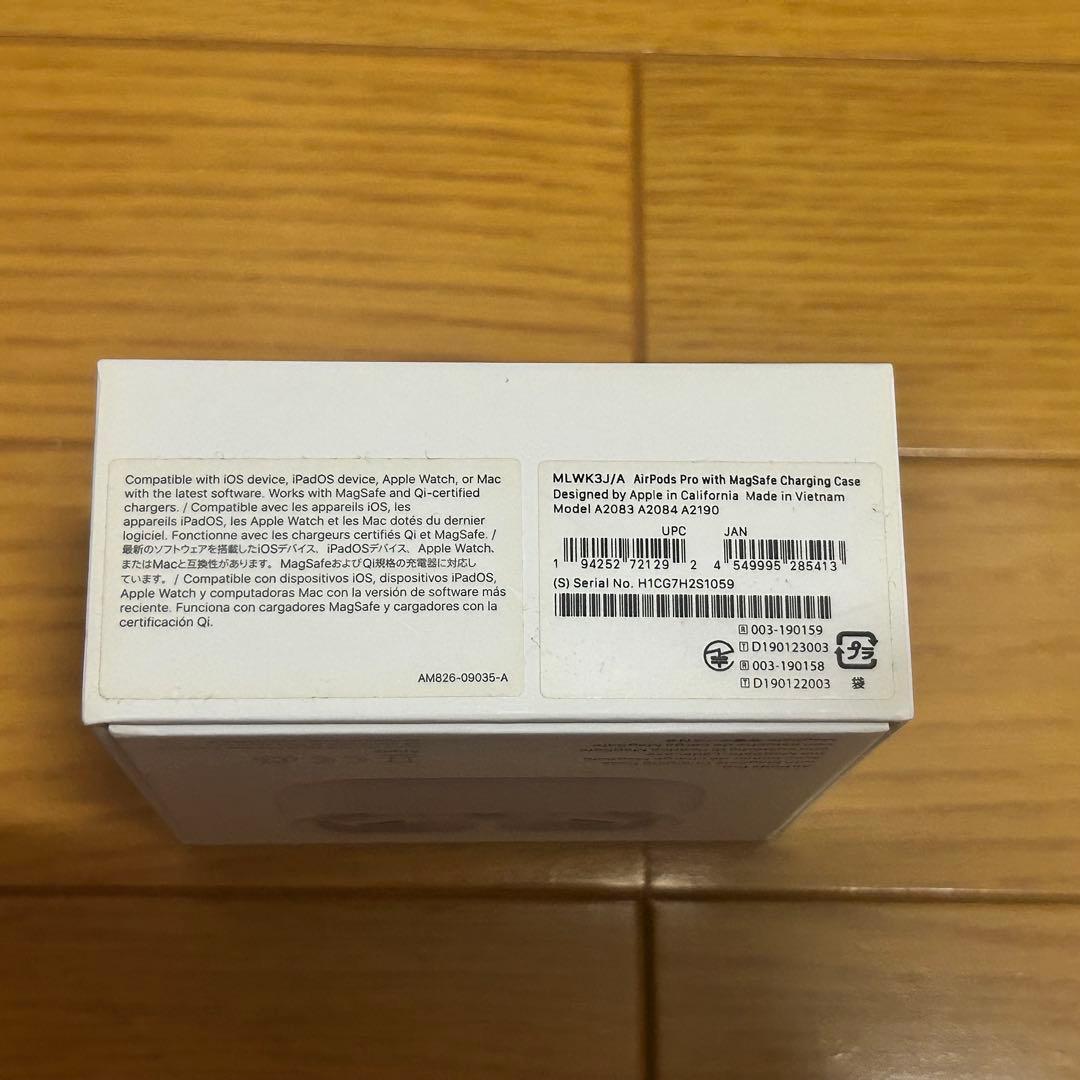 Compatible with iOS device, iPadOS device, Apple Watch, or Mac
with the latest software. Works with MagSafe and Qi-certified
chargers. / Compatible avec les appareils iOS, les
appareils iPadOS, les Apple Watch et les Mac dotés du dernier
logiciel. Fonctionne avec les chargeurs certifiés Qi et MagSafe. /
最新のソフトウェアを搭載したiOSデバイス、iPadOSデバイス、Apple Watch、
またはMacと互換性があります。MagSafeおよびQi規格の充電器に対応し
ています。/ Compatible con dispositivos iOS, dispositivos iPadOS,
Apple Watch y computadoras Mac con la versión de software más
reciente. Funciona con cargadores MagSafe y cargadores con la
certificación Qi.
AM826-09035-A
MLWK3J/A AirPods Pro with MagSafe Charging Case
Designed by Apple in California Made in Vietnam
Model A2083 A2084 A2190
UPC JAN
1 94252 72129 2 4 549995 285413
(S) Serial No. H1CG7H2S1059
R 003-190159
T D190123003
R 003-190158
T D190122003
プラ
袋